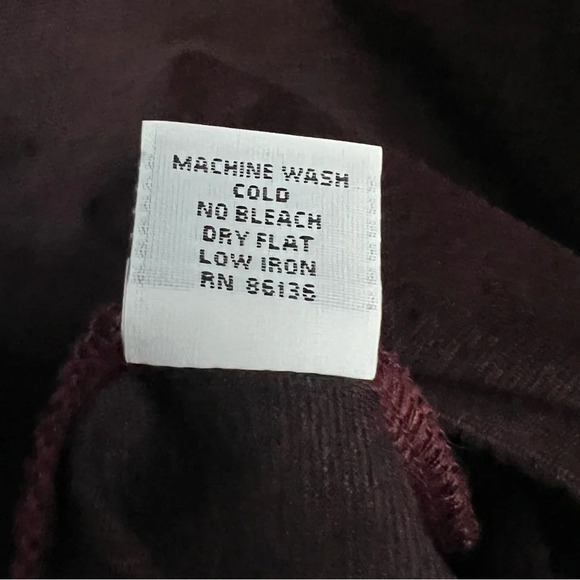 MACHINE WASH
COLD
NO BLEACH
DRY FLAT
LOW IRON
RN 86136